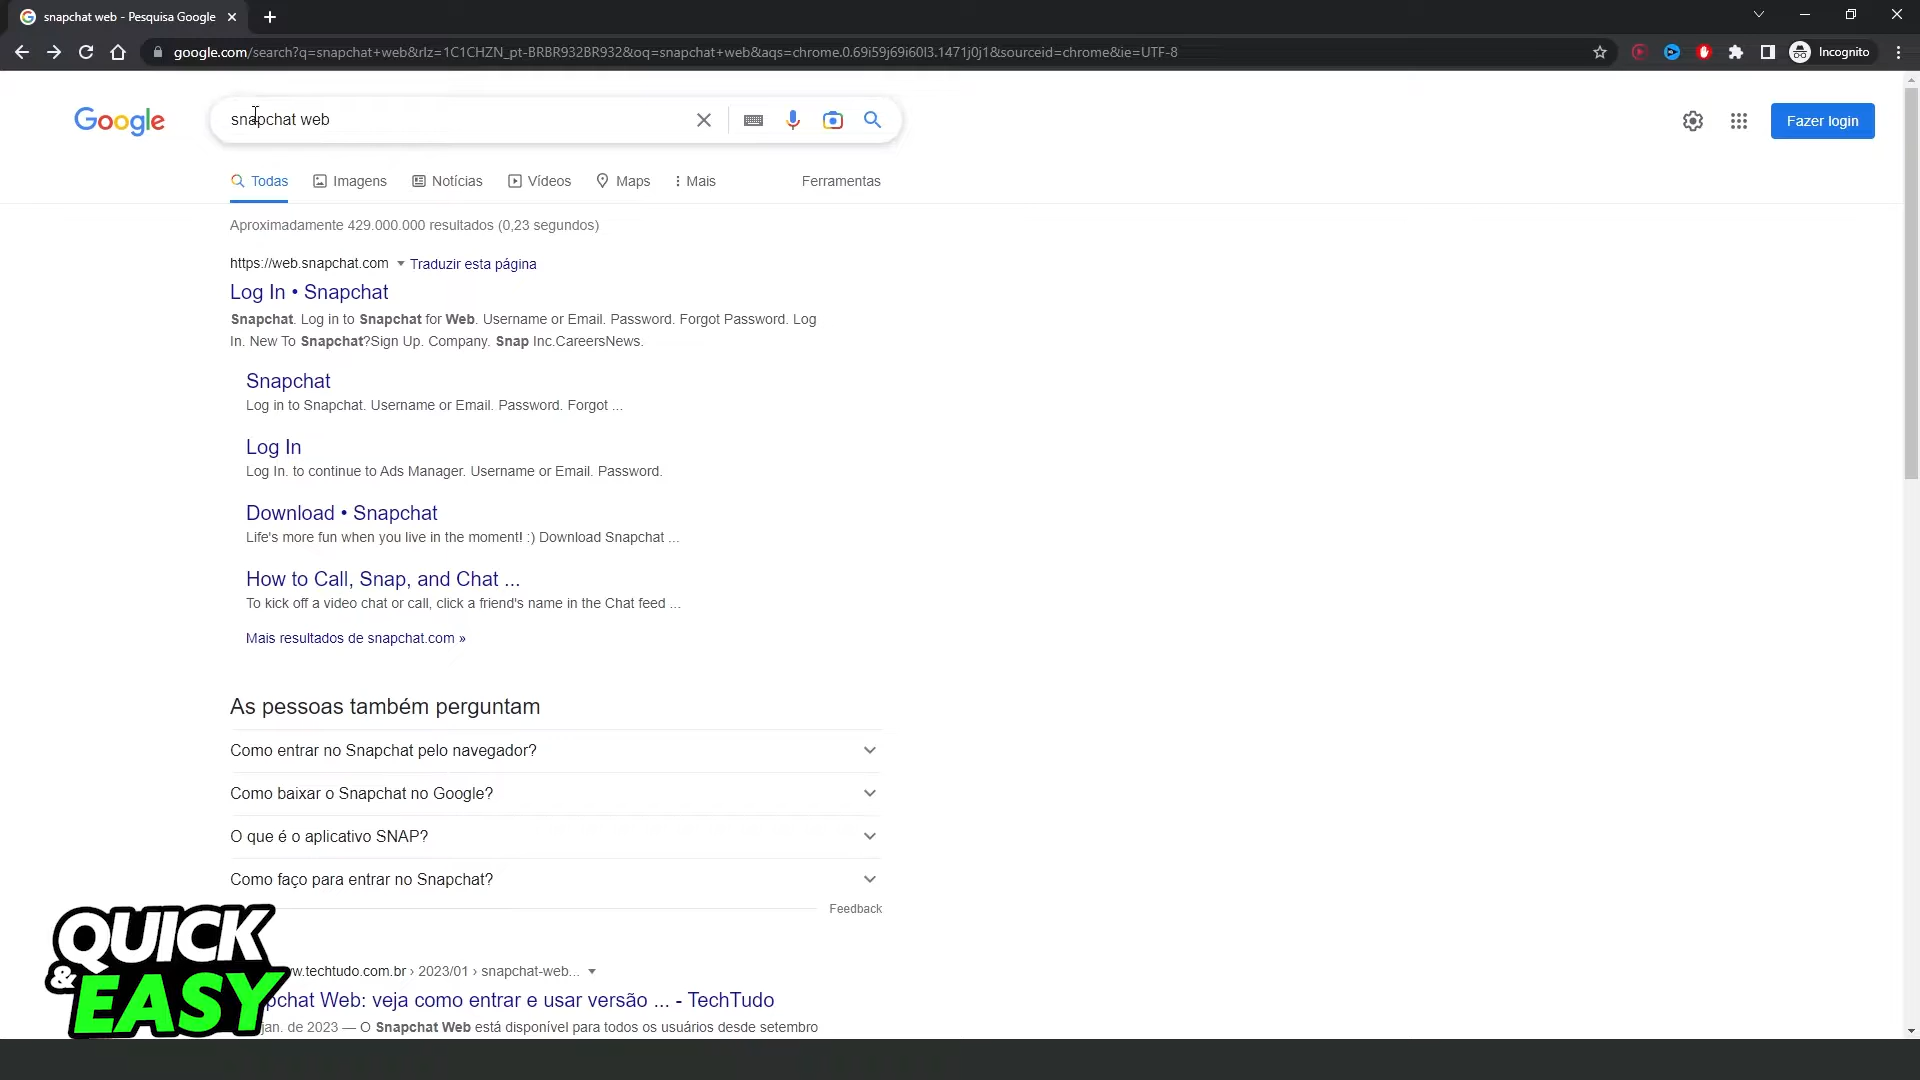 snapchat web - Pesquisa Google
google.com/search?q=snapchat+web&rlz=1C1CHZN_pt-BRBR932BR932&oq=snapchat+web&aqs=chrome.0.69i59j69i60l3.1471j0j1&sourceid=chrome&ie=UTF-8
Incognito
Google
snapchat web
Fazer login
Todas
Imagens
Notícias
Vídeos
Maps
Mais
Ferramentas
Aproximadamente 429.000.000 resultados (0,23 segundos)
https://web.snapchat.com
Traduzir esta página
Log In • Snapchat
Snapchat. Log in to Snapchat for Web. Username or Email. Password. Forgot Password. Log
In. New To Snapchat?Sign Up. Company. Snap Inc.CareersNews.
Snapchat
Log in to Snapchat. Username or Email. Password. Forgot ...
Log In
Log In. to continue to Ads Manager. Username or Email. Password.
Download • Snapchat
Life's more fun when you live in the moment! :) Download Snapchat ...
How to Call, Snap, and Chat ...
To kick off a video chat or call, click a friend's name in the Chat feed ...
Mais resultados de snapchat.com »
As pessoas também perguntam
Como entrar no Snapchat pelo navegador?
Como baixar o Snapchat no Google?
O que é o aplicativo SNAP?
Como faço para entrar no Snapchat?
Feedback
QUICK
& EASY
w.techtudo.com.br › 2023/01 › snapchat-web...
pchat Web: veja como entrar e usar versão ... - TechTudo
jan. de 2023 — O Snapchat Web está disponível para todos os usuários desde setembro